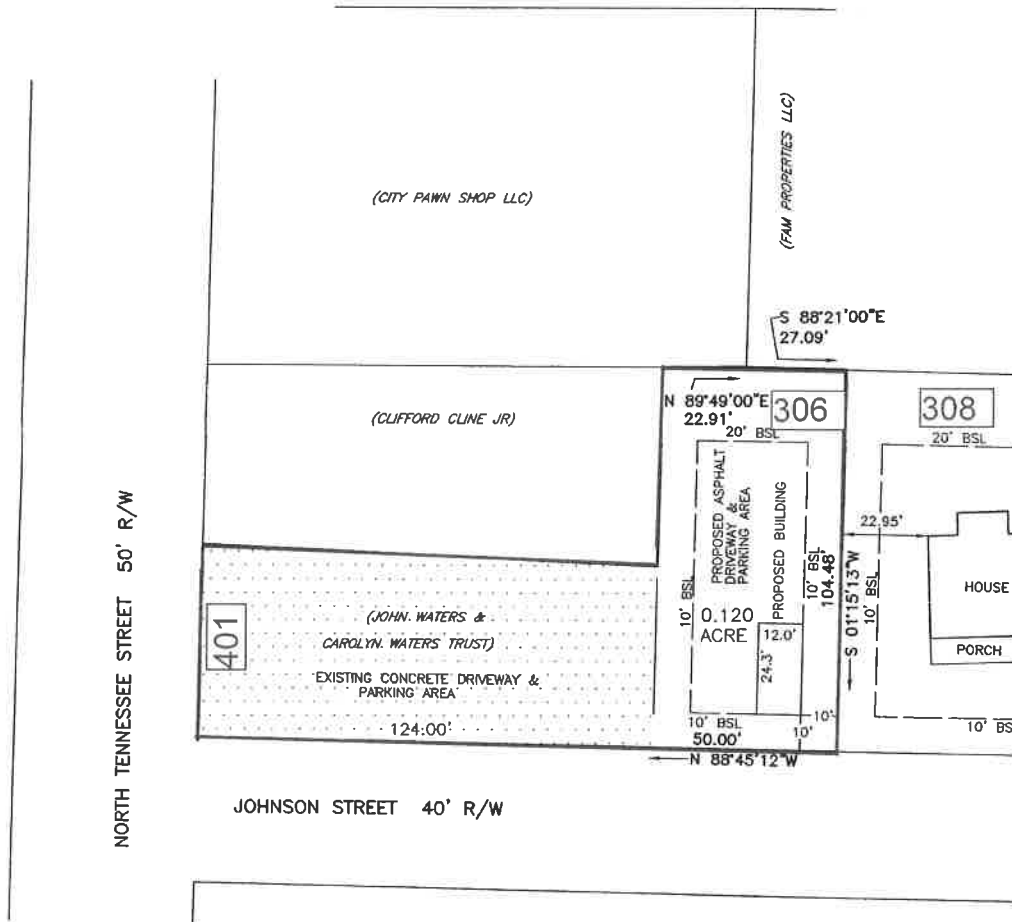 (CITY PAWN SHOP LLC)
(FAM PROPERTIES LLC)
S 88°21'00"E
27.09'
(CLIFFORD CLINE JR)
N 89°49'00"E
22.91'
306
308
20' BSL
20' BSL
PROPOSED ASPHALT
DRIVEWAY &
PARKING AREA
PROPOSED BUILDING
10' BSL
10' BSL
104.48'
S 01°15'13"W
10' BSL
22.95'
HOUSE
PORCH
0.120
ACRE
12.0'
24.3'
NORTH TENNESSEE STREET 50' R/W
401
(JOHN WATERS &
CAROLYN WATERS TRUST)
EXISTING CONCRETE DRIVEWAY &
PARKING AREA
124.00'
10' BSL
50.00'
10'
10'
10' BS
N 88°45'12"W
JOHNSON STREET 40' R/W